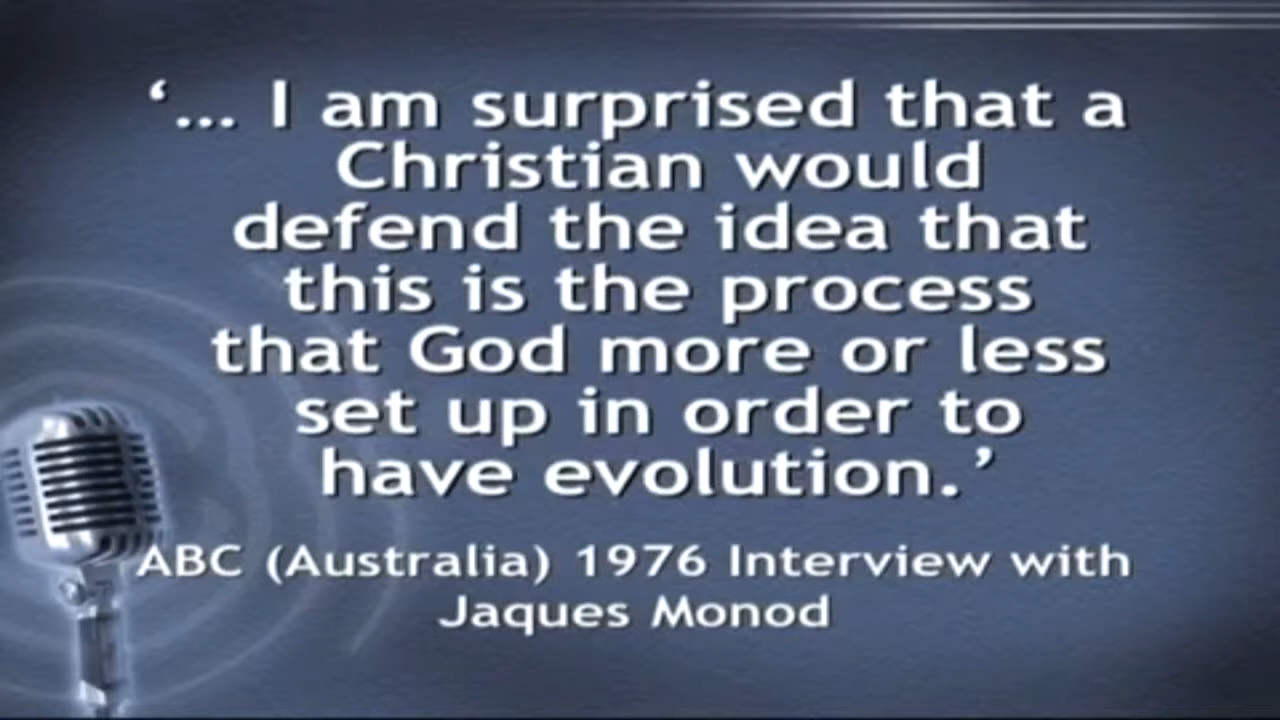 ‘... I am surprised that a
Christian would
defend the idea that
this is the process
that God more or less
set up in order to
have evolution.’
ABC (Australia) 1976 Interview with
Jaques Monod